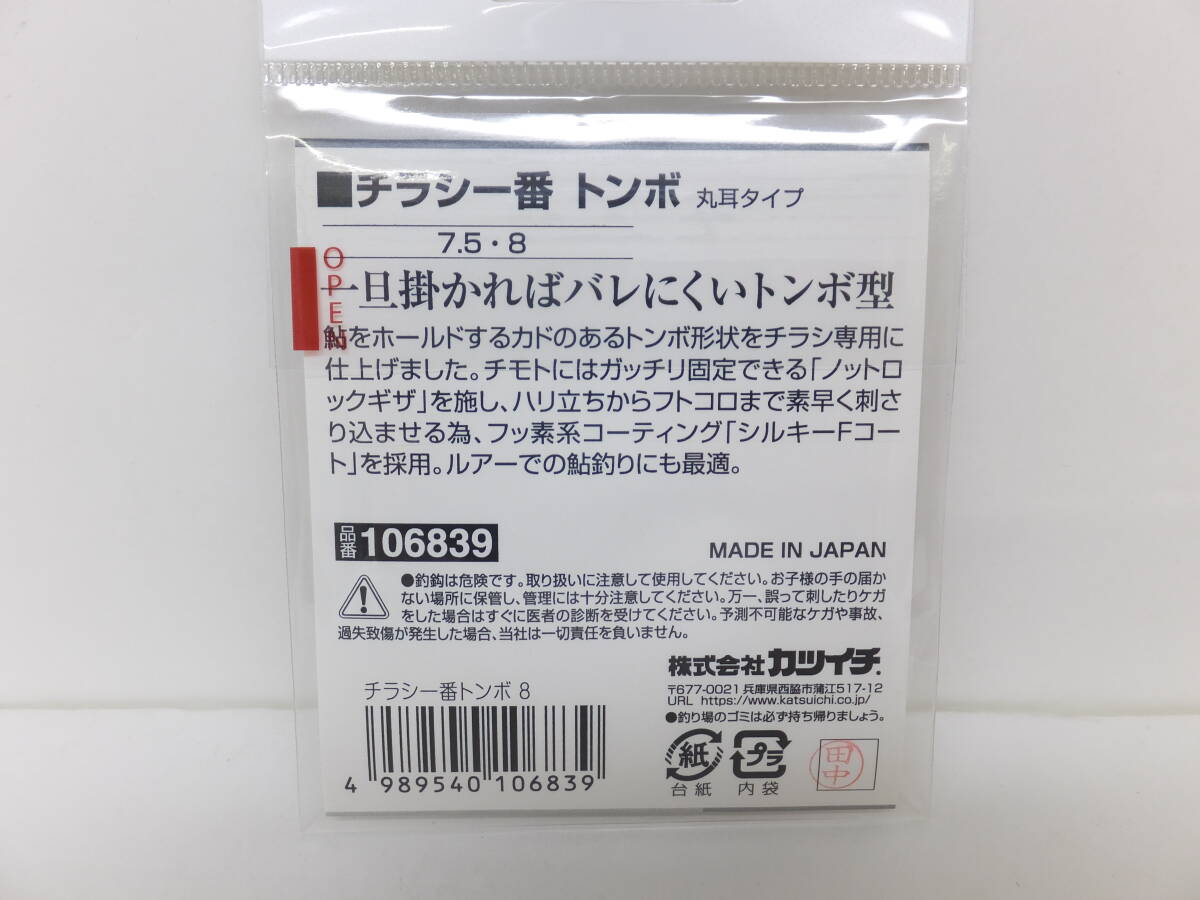 ■チラシ一番 トンボ 丸耳タイプ
7.5・8
OPEN
一旦掛かればバレにくいトンボ型
鮎をホールドするカドのあるトンボ形状をチラシ専用に
仕上げました。チモトにはガッチリ固定できる「ノットロ
ックギザ」を施し、ハリ立ちからフトコロまで素早く刺さ
り込ませる為、フッ素系コーティング「シルキーFコー
ト」を採用。ルアーでの鮎釣りにも最適。
品番 106839
MADE IN JAPAN
●釣鈎は危険です。取り扱いに注意して使用してください。お子様の手の届か
ない場所に保管し、管理には十分注意してください。万一、誤って刺したりケガ
をした場合はすぐに医者の診断を受けてください。予測不可能なケガや事故、
過失致傷が発生した場合、当社は一切責任を負いません。
株式会社 カツイチ
〒677-0021 兵庫県西脇市蒲江517-12
URL https://www.katsuichi.co.jp/
●釣り場のゴミは必ず持ち帰りましょう。
チラシ一番トンボ 8
4 989540 106839
紙
台紙
プラ
内袋
田中